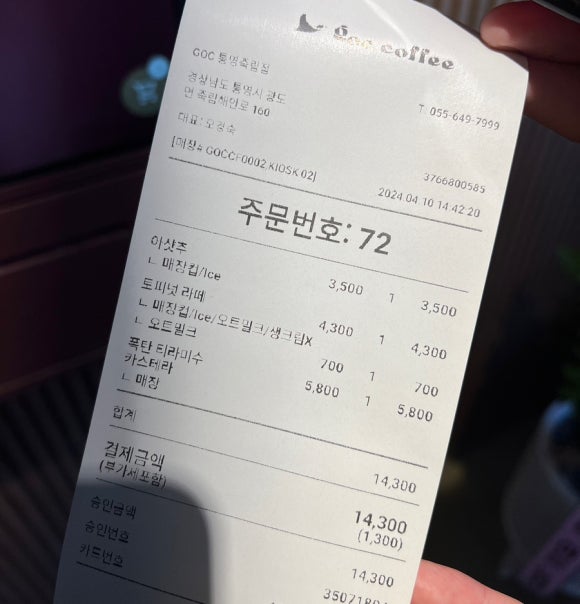 goc coffee
GOC 통영죽림점
경상남도 통영시 광도
면 죽림해안로 160
T. 055-649-7999
대표: 오경숙
3766800585
[매장# GOCCF0002, KIOSK 02]
2024.04.10 14:42:20
주문번호: 72
아샷추 3,500 1 3,500
ㄴ 매장컵/Ice
토피넛 라떼 4,300 1 4,300
ㄴ 매장컵/Ice/오트밀크/생크림X
ㄴ 오트밀크 700 1 700
폭탄 티라미수 5,800 1 5,800
카스테라
ㄴ 매장
합계 14,300
결제금액 14,300
(부가세포함) (1,300)
승인금액 14,300
승인번호
카드번호